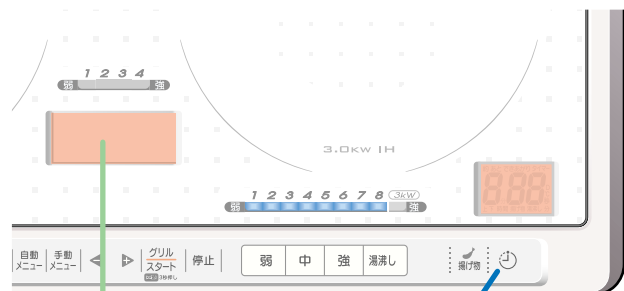 1 2 3 4
弱 強
3.0kw IH
1 2 3 4 5 6 7 8 3kW
弱 強
888
自動
メニュー
手動
メニュー
グリル
スタート
3秒押し
停止
弱 中 強 湯沸し
揚げ物